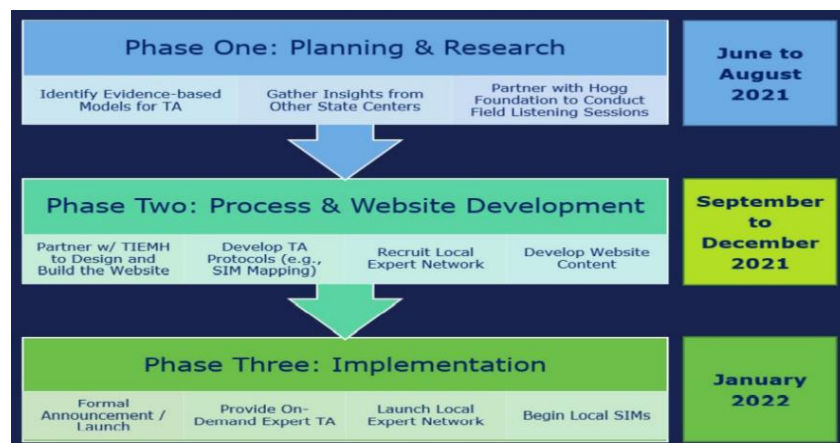 Phase One: Planning & Research
Identify Evidence-based
Models for TA
Gather Insights from
Other State Centers
Partner with Hogg
Foundation to Conduct
Field Listening Sessions
June to
August
2021
Phase Two: Process & Website Development
Partner w/ TIEMH
to Design and
Build the Website
Develop TA
Protocols (e.g.,
SIM Mapping)
Recruit Local
Expert Network
Develop Website
Content
September
to
December
2021
Phase Three: Implementation
Formal
Announcement /
Launch
Provide On-
Demand Expert TA
Launch Local
Expert Network
Begin Local SIMs
January
2022